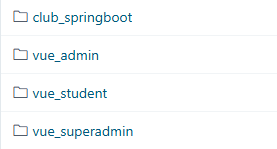 club_springboot
vue_admin
vue_student
vue_superadmin